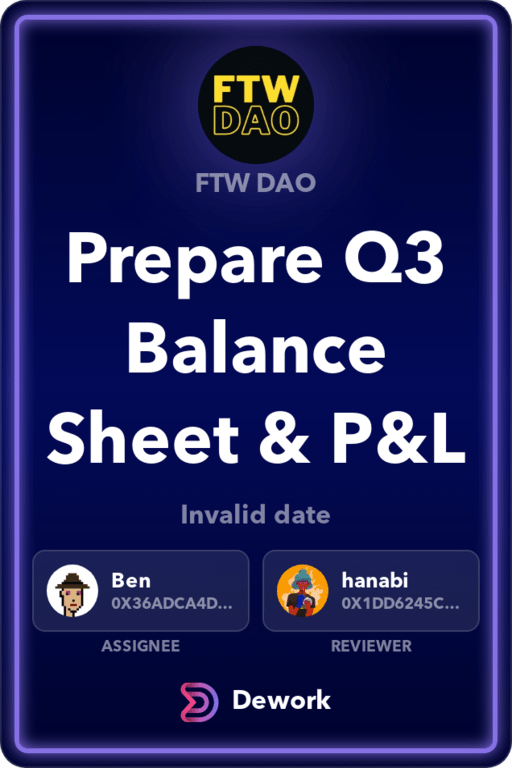 FTW
DAO
FTW DAO
Prepare Q3
Balance
Sheet & P&L
Invalid date
Ben
0X36ADCA4D...
hanabi
0X1DD6245C...
ASSIGNEE
REVIEWER
Dework